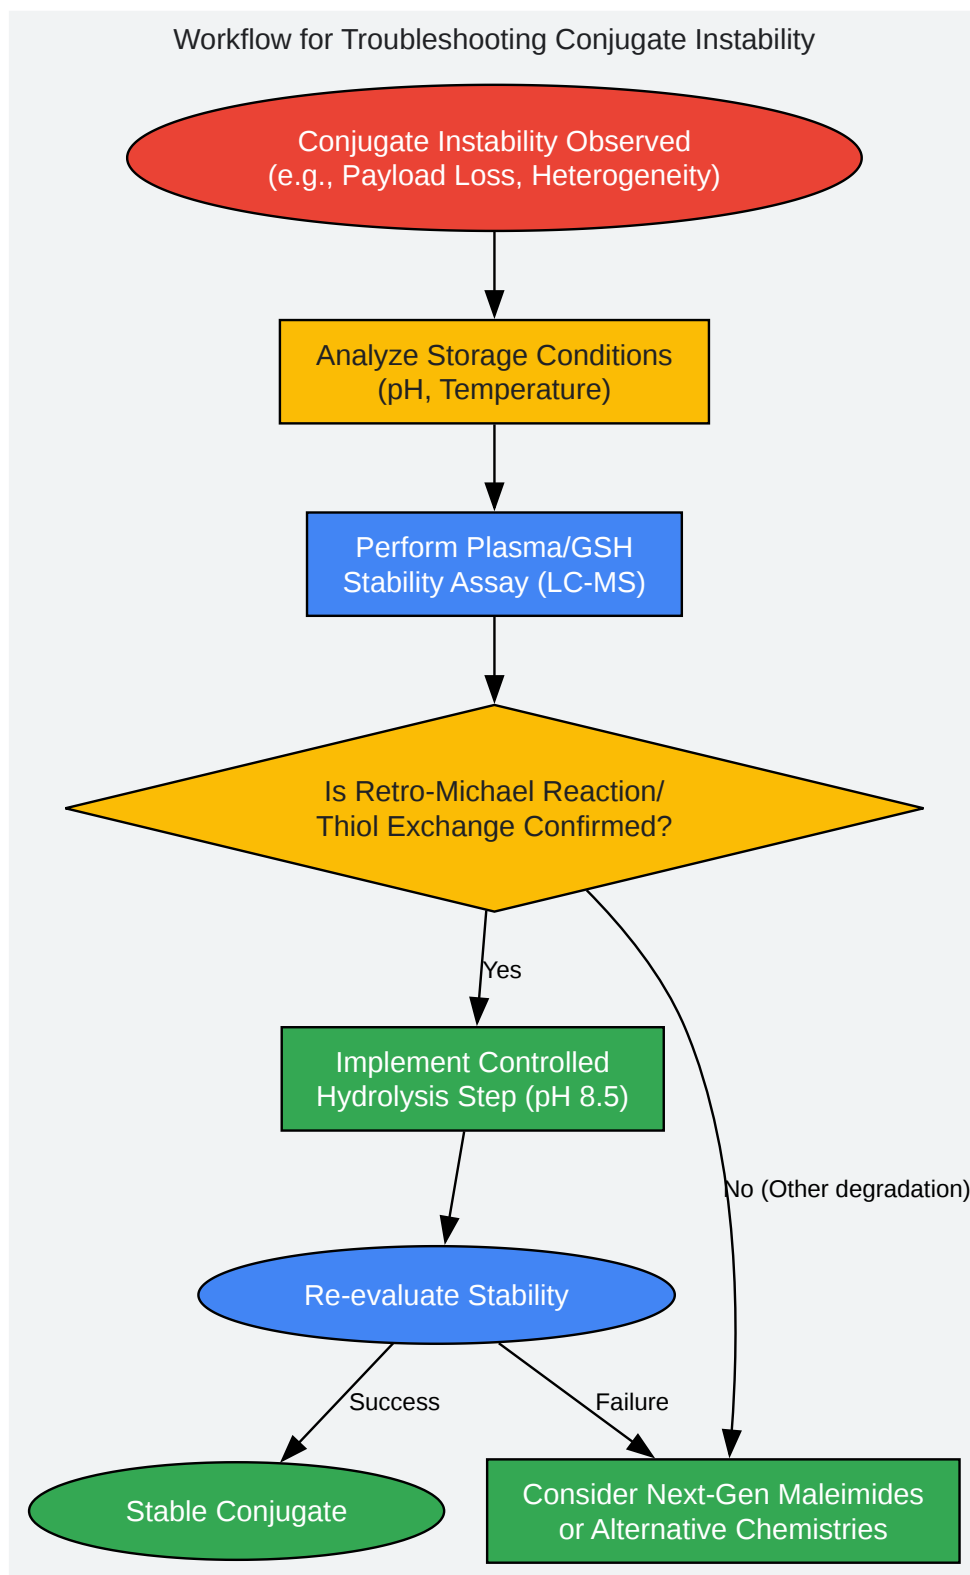 Workflow for Troubleshooting Conjugate Instability
Conjugate Instability Observed
(e.g., Payload Loss, Heterogeneity)
Analyze Storage Conditions
(pH, Temperature)
Perform Plasma/GSH
Stability Assay (LC-MS)
Is Retro-Michael Reaction/
Thiol Exchange Confirmed?
Yes
Implement Controlled
Hydrolysis Step (pH 8.5)
No (Other degradation)
Re-evaluate Stability
Success
Failure
Stable Conjugate
Consider Next-Gen Maleimides
or Alternative Chemistries